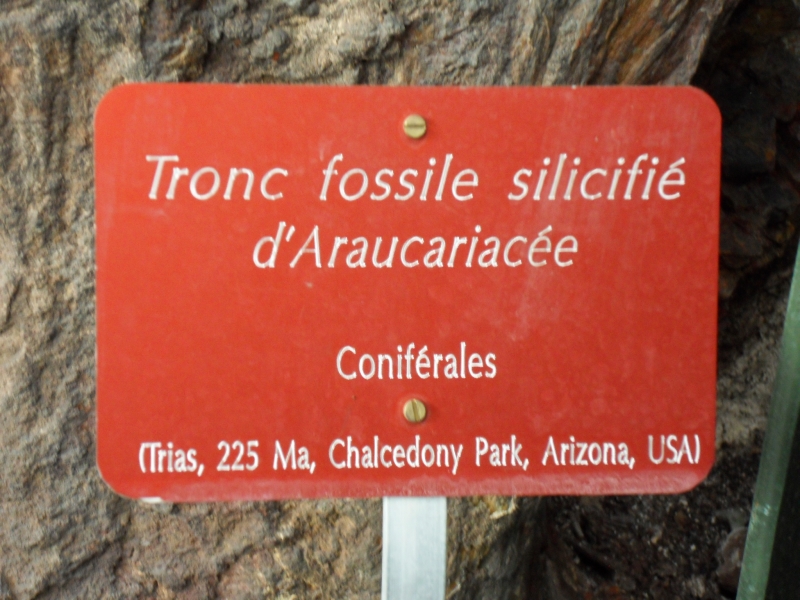 Tronc fossile silicifié
d'Araucariacée
Coniférales
(Trias, 225 Ma, Chalcedony Park, Arizona, USA)